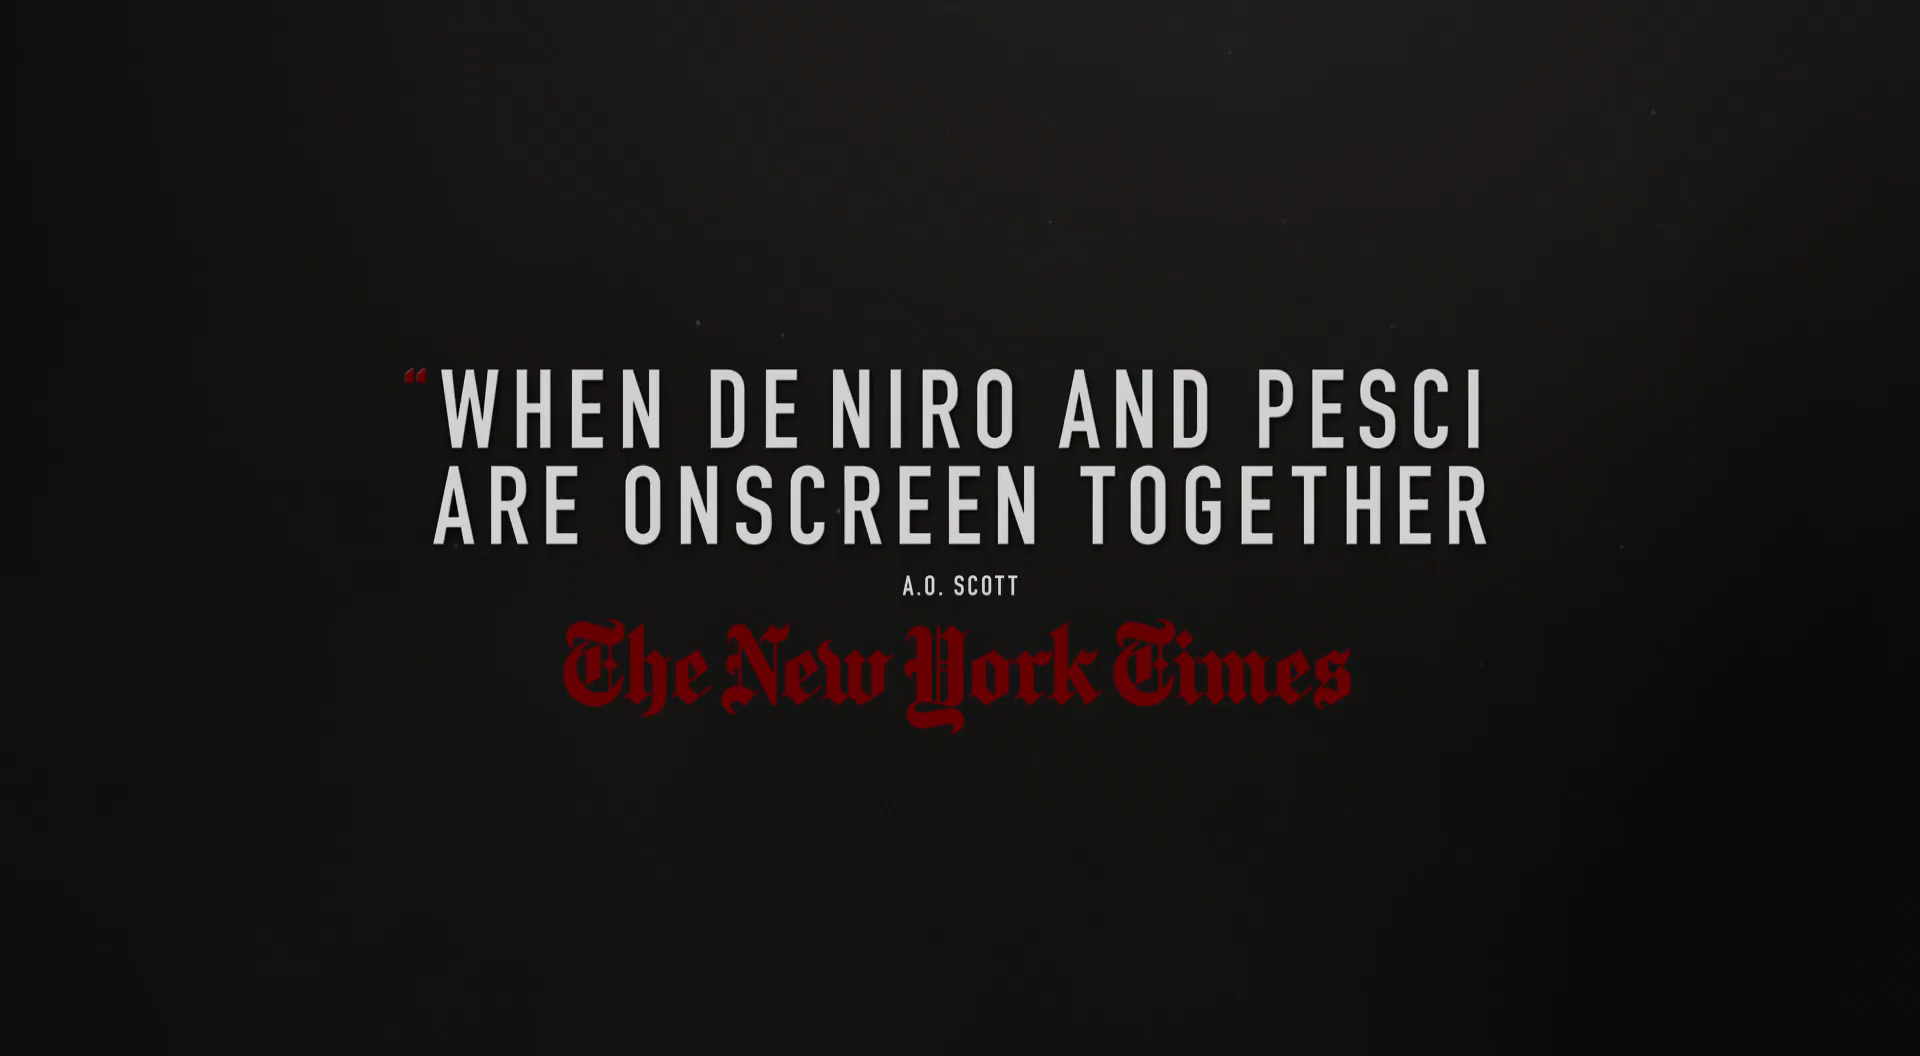 “WHEN DE NIRO AND PESCI
ARE ONSCREEN TOGETHER
A.O. SCOTT
The New York Times